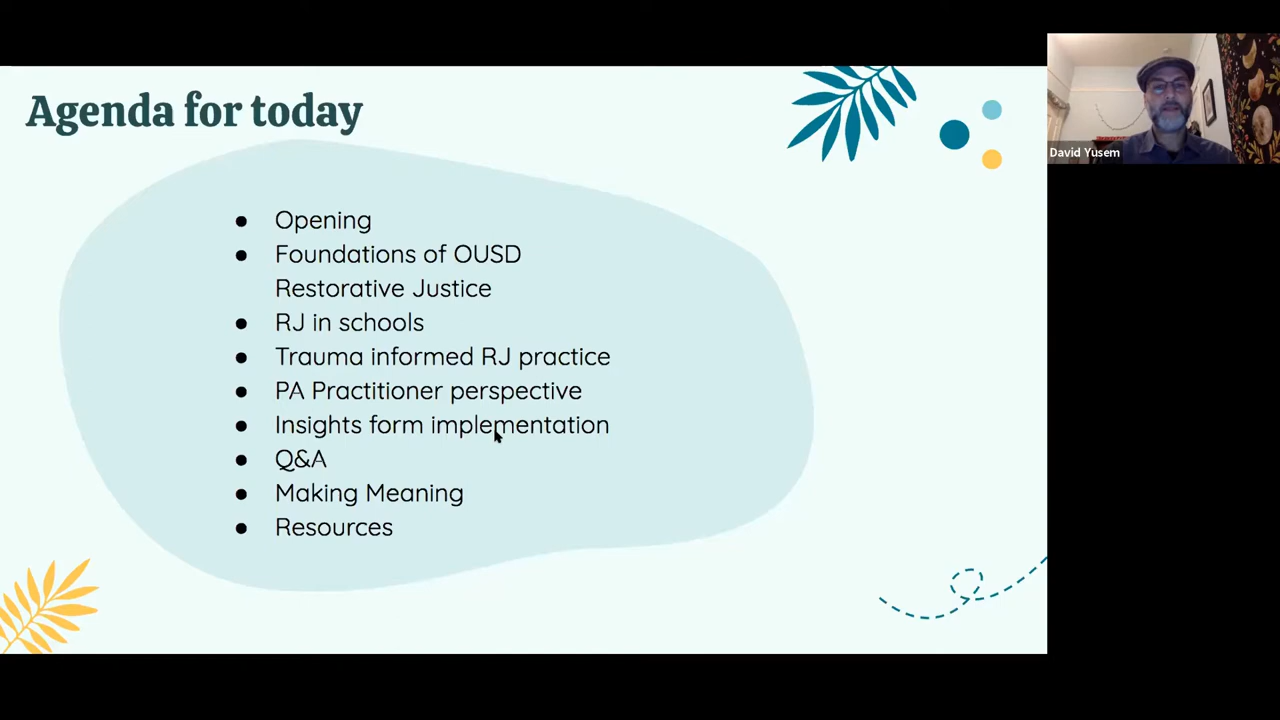 Agenda for today
● Opening
● Foundations of OUSD
Restorative Justice
● RJ in schools
● Trauma informed RJ practice
● PA Practitioner perspective
● Insights form implementation
● Q&A
● Making Meaning
● Resources
David Yusem